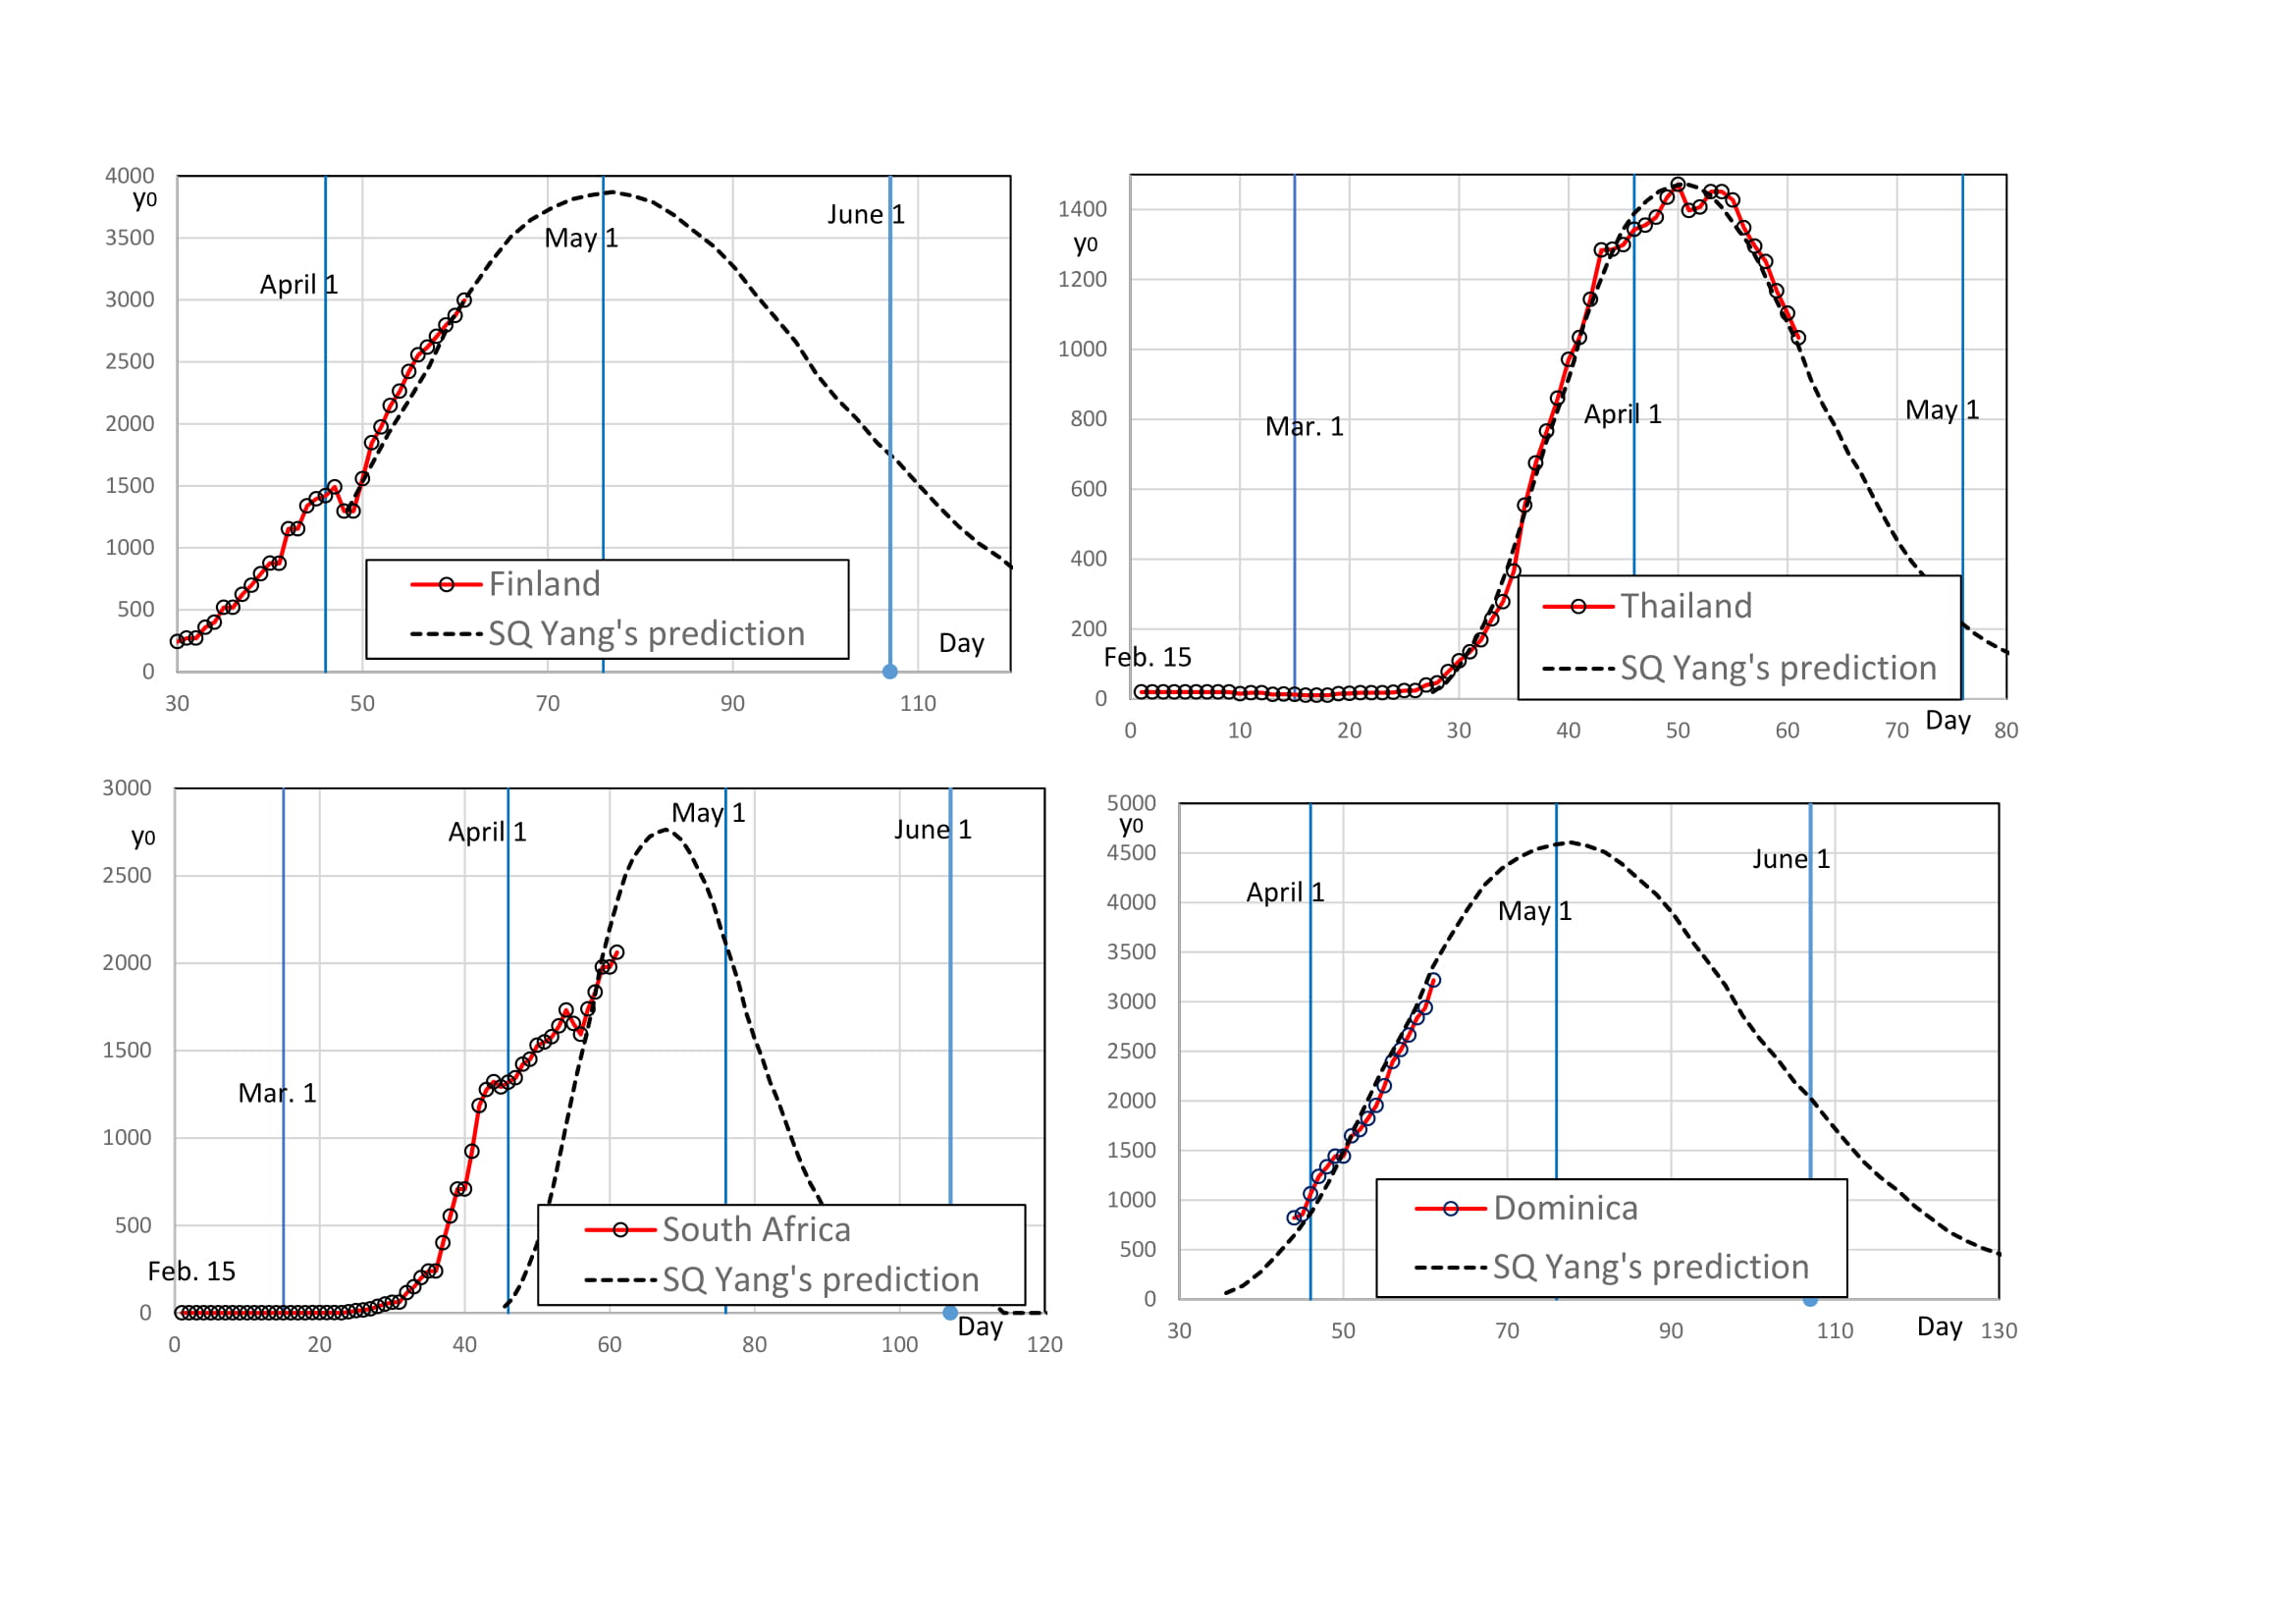 4000
y0
3500
3000
2500
2000
1500
1000
500
0
April 1
May 1
June 1
Finland
SQ Yang's prediction
Day
30 50 70 90 110
1400
y0
1200
1000
800
600
400
200
0
Mar. 1
April 1
May 1
Feb. 15
Thailand
SQ Yang's prediction
Day
0 10 20 30 40 50 60 70 80
3000
y0
2500
2000
1500
1000
500
0
April 1
May 1
June 1
Mar. 1
Feb. 15
South Africa
SQ Yang's prediction
Day
0 20 40 60 80 100 120
5000
y0
4500
4000
3500
3000
2500
2000
1500
1000
500
0
June 1
April 1
May 1
Dominica
SQ Yang's prediction
30 50 70 90 110 Day 130